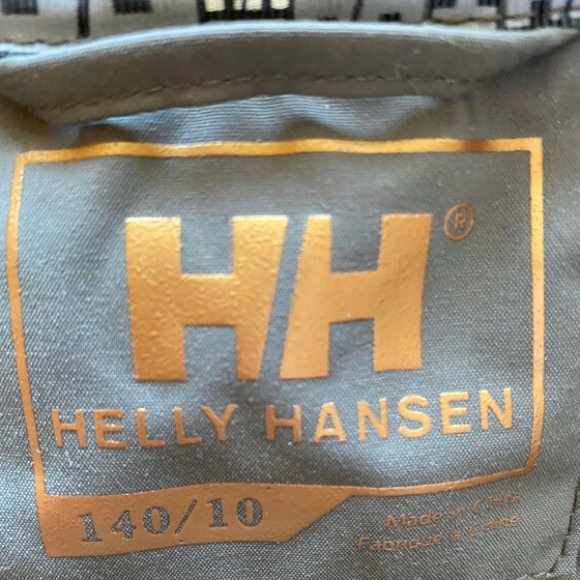 HH®
HELLY HANSEN
140/10
Made in China
Fabriqué à Chine